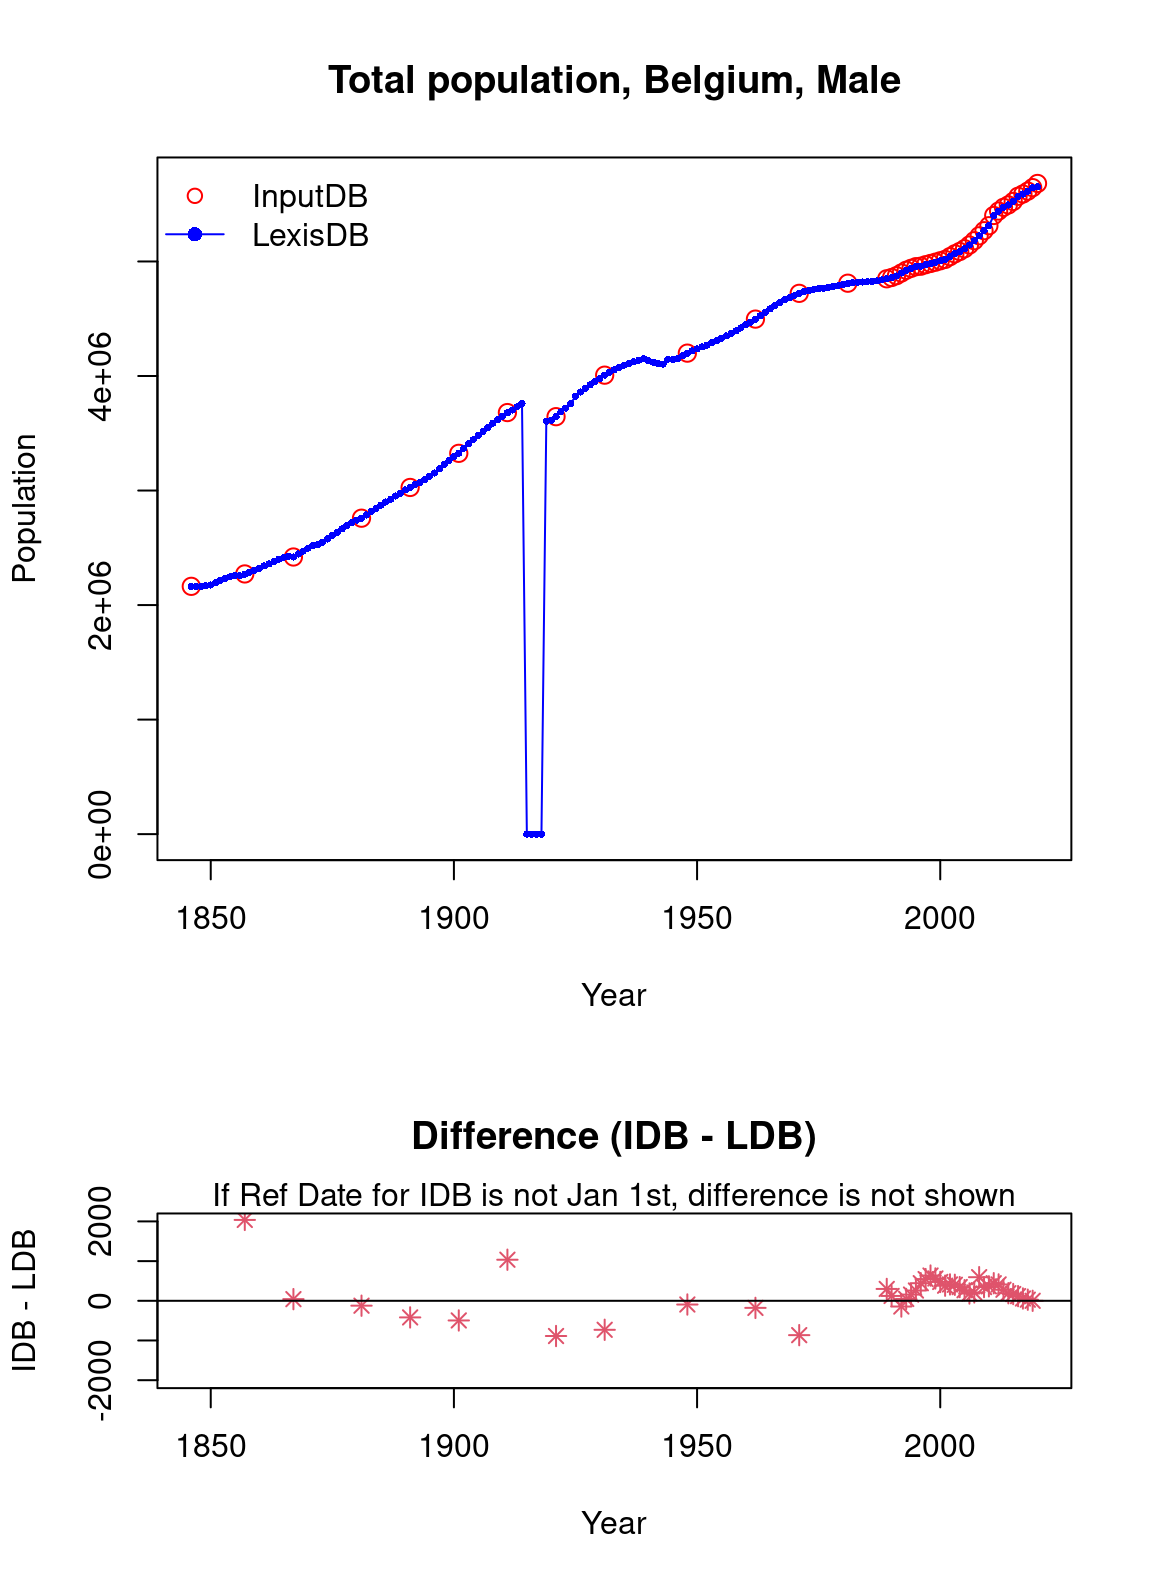 Total population, Belgium, Male
InputDB
LexisDB
Population
0e+00
2e+06
4e+06
1850 1900 1950 2000
Year
Difference (IDB - LDB)
If Ref Date for IDB is not Jan 1st, difference is not shown
IDB - LDB
-2000 0 2000
1850 1900 1950 2000
Year